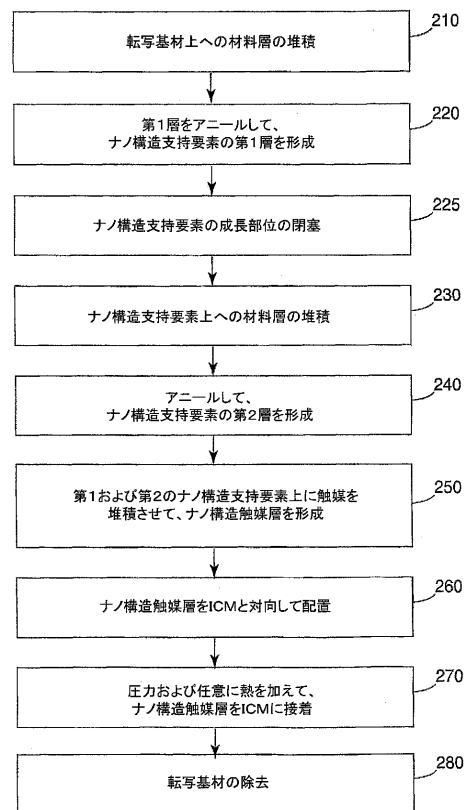 転写基材上への材料層の堆積
210
第1層をアニールして、
ナノ構造支持要素の第1層を形成
220
ナノ構造支持要素の成長部位の閉塞
225
ナノ構造支持要素上への材料層の堆積
230
アニールして、
ナノ構造支持要素の第2層を形成
240
第1および第2のナノ構造支持要素上に触媒を
堆積させて、ナノ構造触媒層を形成
250
ナノ構造触媒層をICMと対向して配置
260
圧力および任意に熱を加えて、
ナノ構造触媒層をICMに接着
270
転写基材の除去
280